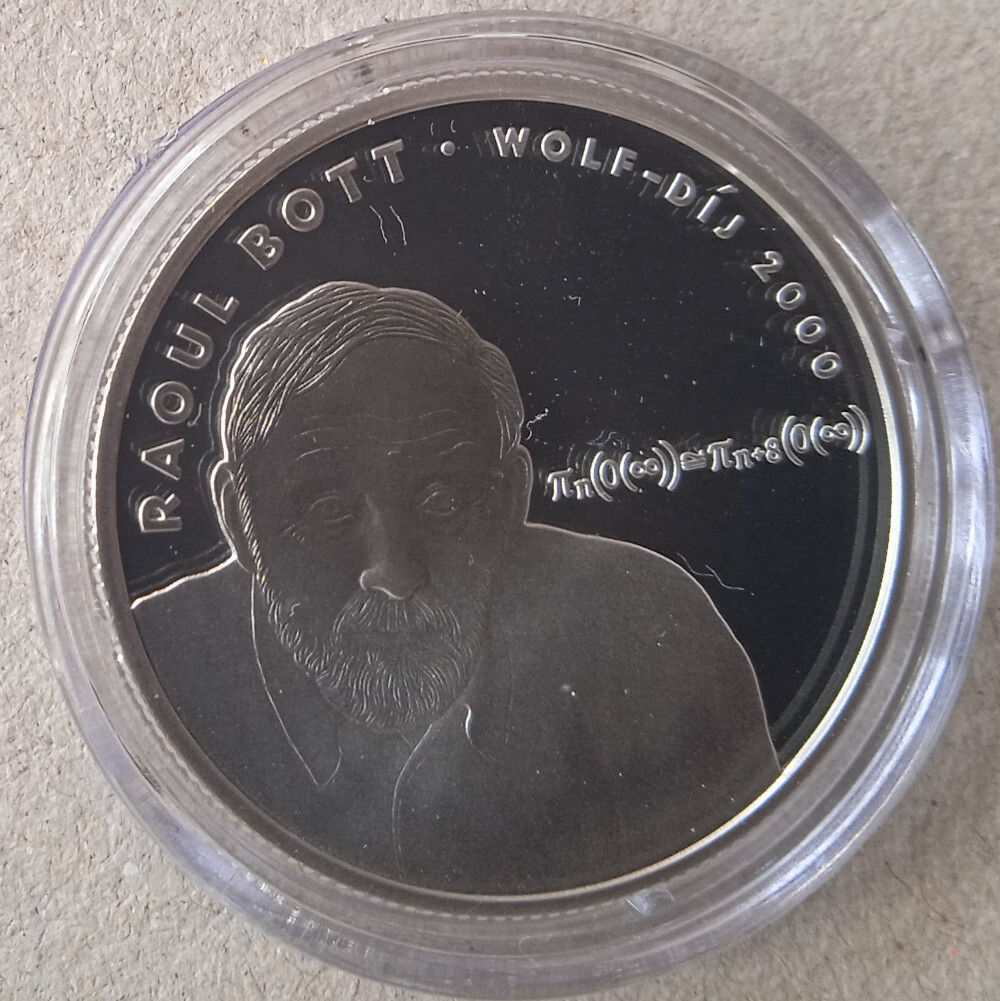 RAOUL BOTT · WOLF-DÍJ 2000
πn(O(∞))≅πn+8(O(∞))